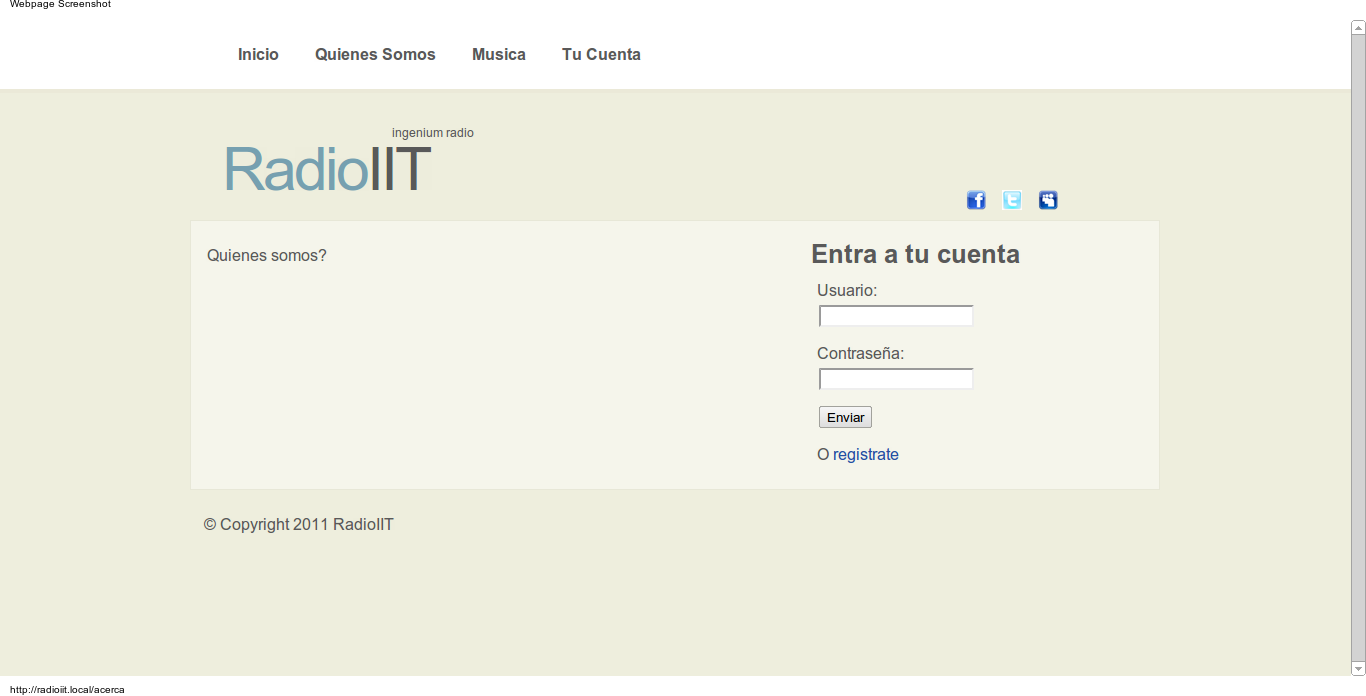 Webpage Screenshot
Inicio Quienes Somos Musica Tu Cuenta
ingenium radio
RadioIIT
Quienes somos?
Entra a tu cuenta
Usuario:
Contraseña:
Enviar
O registrate
© Copyright 2011 RadioIIT
http://radioiit.local/acerca